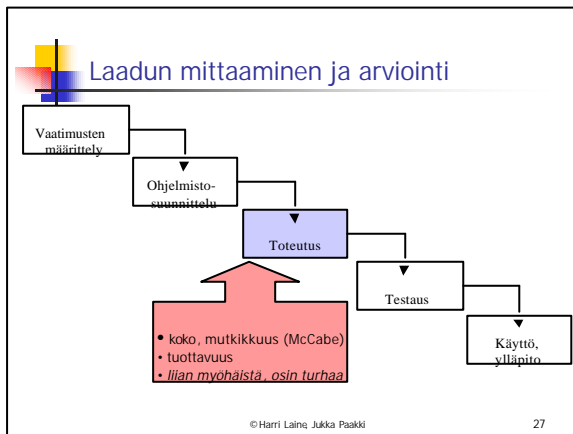 Laadun mittaaminen ja arviointi
Vaatimusten
määrittely
Ohjelmisto-
suunnittelu
Toteutus
Testaus
Käyttö,
ylläpito
• koko, mutkikkuus (McCabe)
• tuottavuus
• liian myöhäistä, osin turhaa
© Harri Laine, Jukka Paakki
27